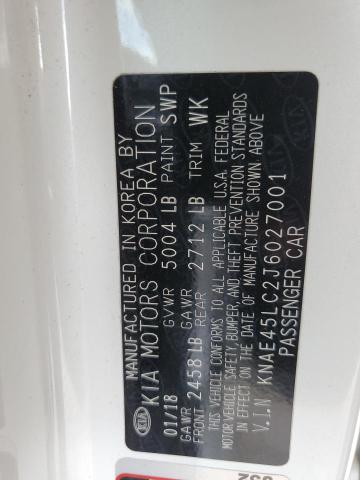 MANUFACTURED IN KOREA BY
KIA MOTORS CORPORATION
01/18 GVWR 5004 LB PAINT SWP
GAWR FRONT 2458 LB GAWR REAR 2712 LB TRIM WK
THIS VEHICLE CONFORMS TO ALL APPLICABLE U.S.A. FEDERAL
MOTOR VEHICLE SAFETY, BUMPER, AND THEFT PREVENTION STANDARDS
IN EFFECT ON THE DATE OF MANUFACTURE SHOWN ABOVE
V.I.N KNAE45LC2J6027001
PASSENGER CAR
KIA